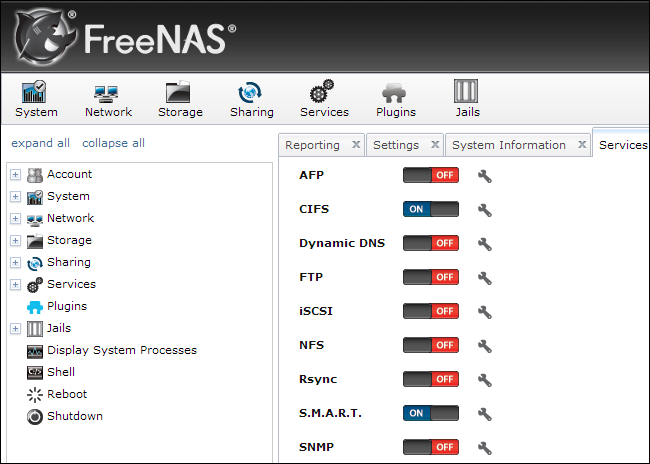 FreeNAS®
System Network Storage Sharing Services Plugins Jails
expand all collapse all
Account
System
Network
Storage
Sharing
Services
Plugins
Jails
Display System Processes
Shell
Reboot
Shutdown
Reporting Settings System Information Services
AFP OFF
CIFS ON
Dynamic DNS OFF
FTP OFF
iSCSI OFF
NFS OFF
Rsync OFF
S.M.A.R.T. ON
SNMP OFF